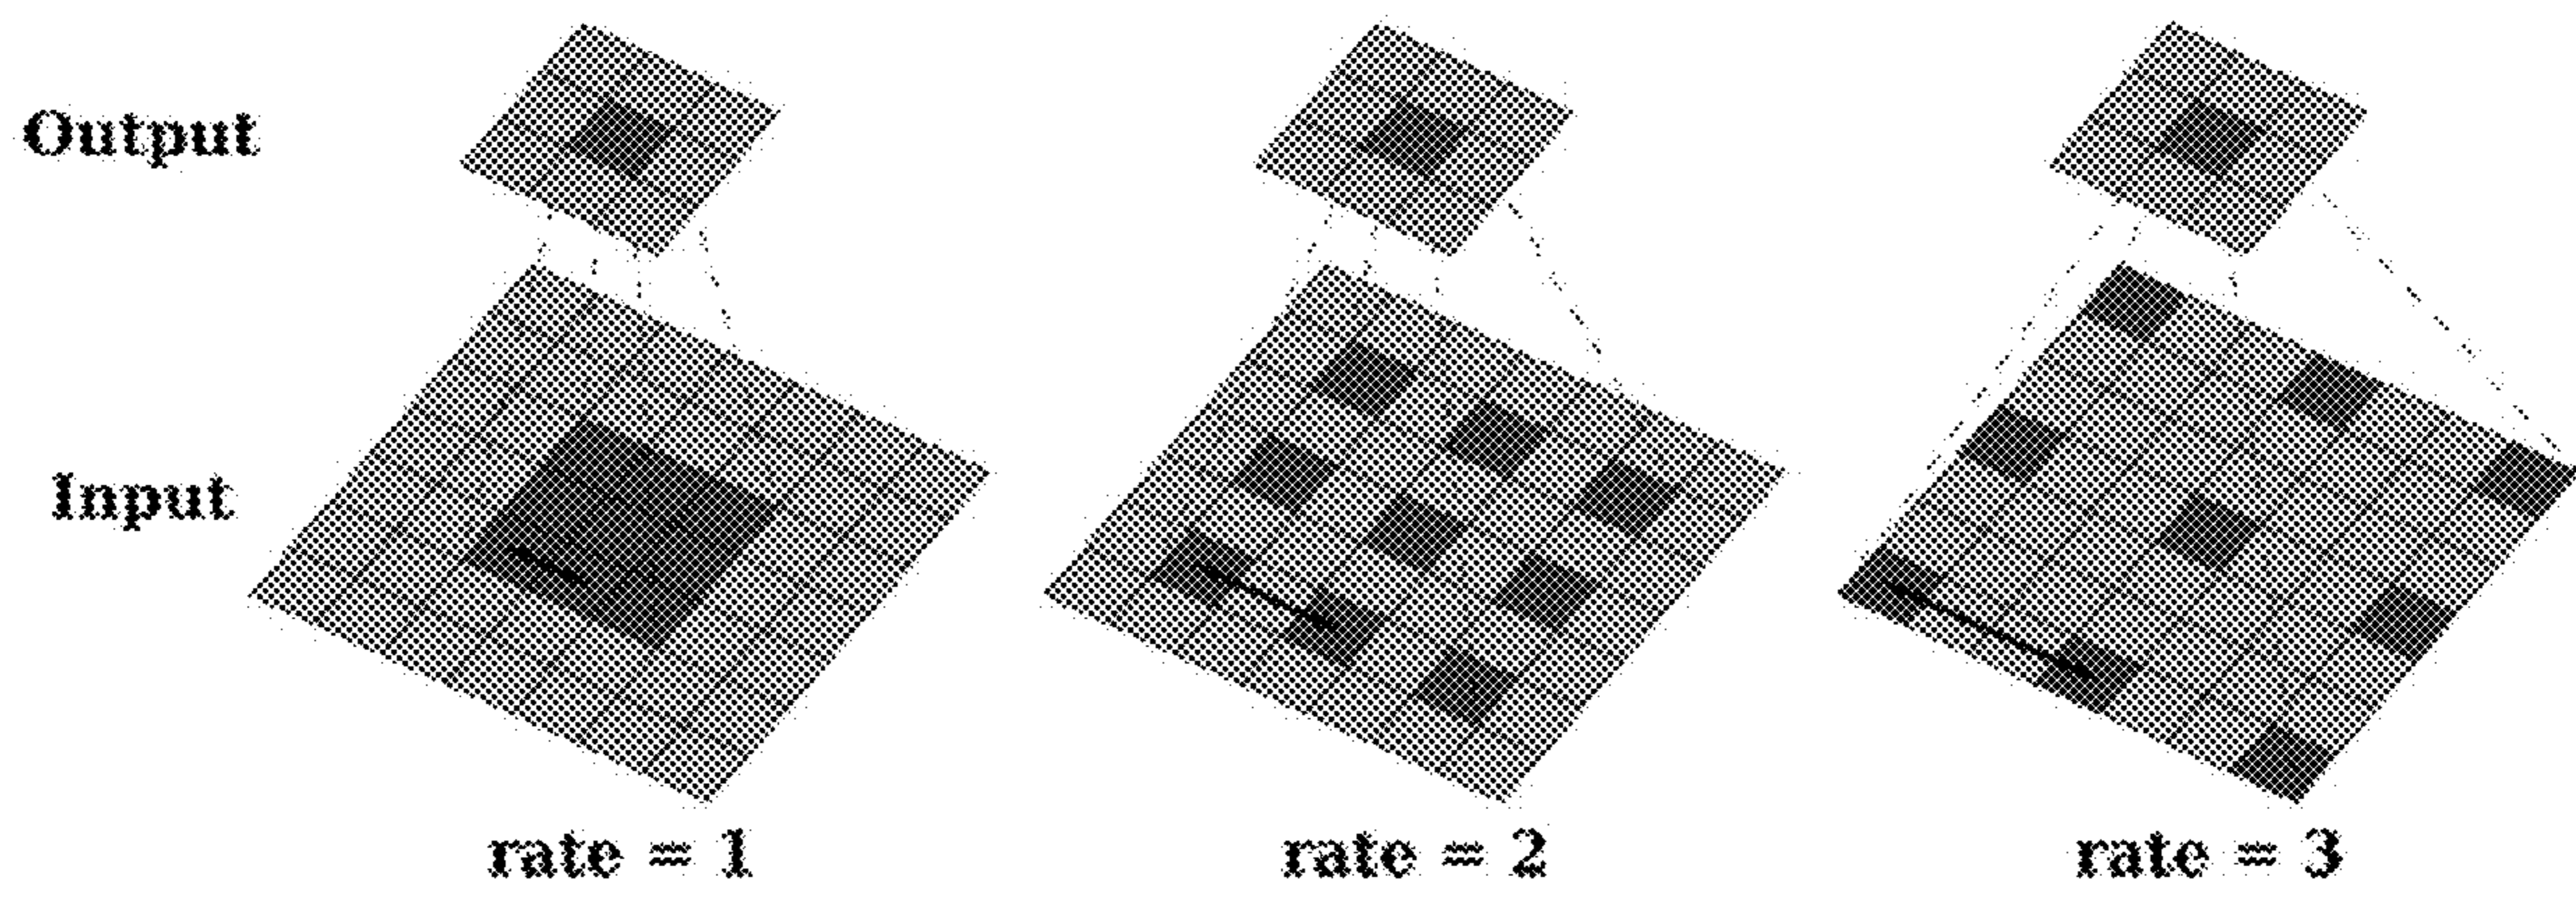 Output
Input
rate = 1
rate = 2
rate = 3